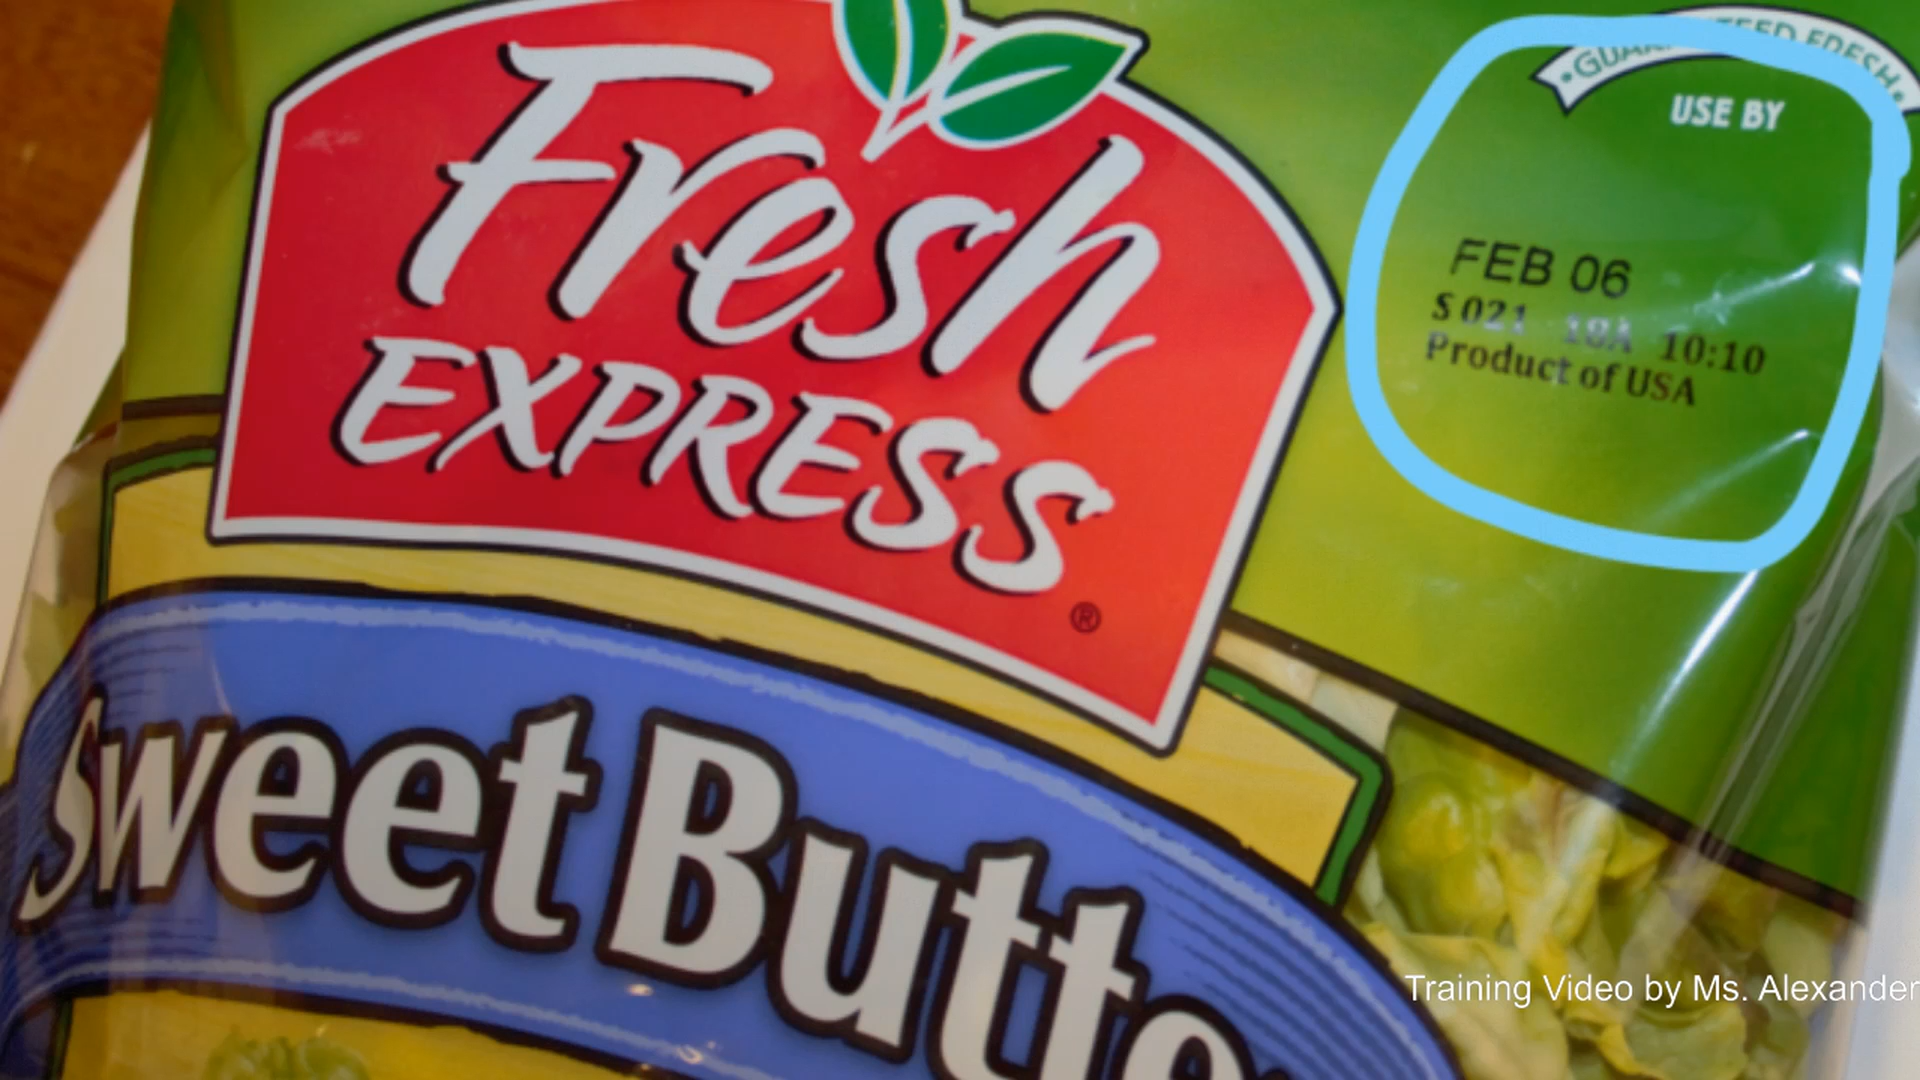 Fresh
EXPRESS®
GUARANTEED FRESH
USE BY
FEB 06
S 021 18A 10:10
Product of USA
Sweet Butte
Training Video by Ms. Alexander